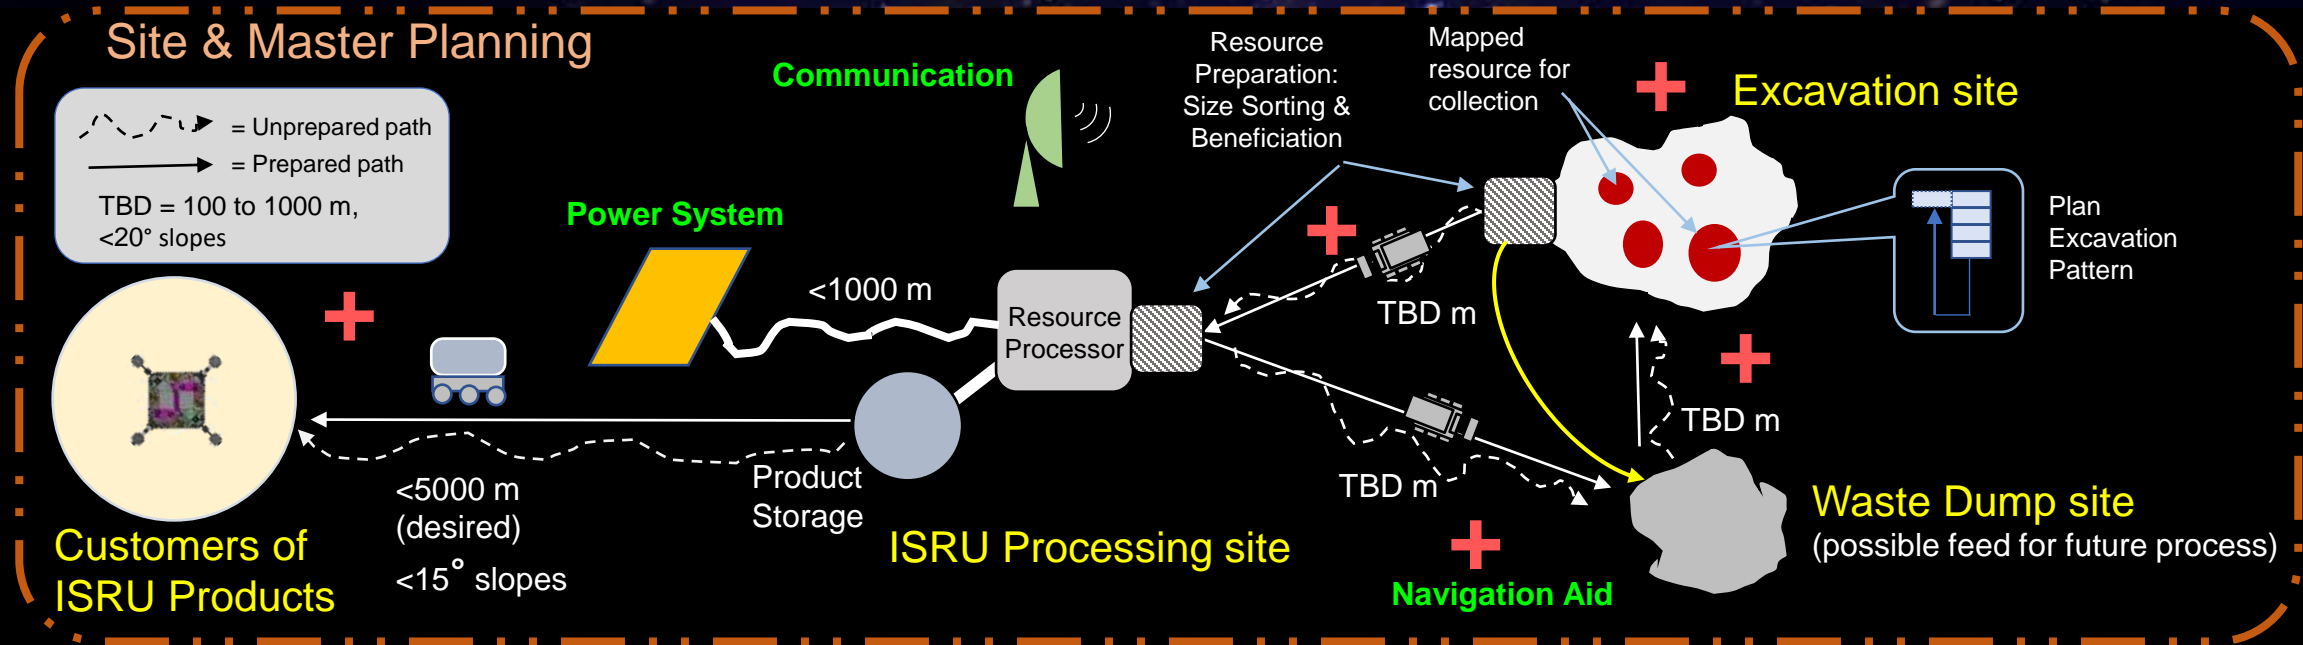 Site & Master Planning
= Unprepared path
= Prepared path
TBD = 100 to 1000 m,
<20° slopes
Communication
Power System
<1000 m
Resource
Preparation:
Size Sorting &
Beneficiation
Mapped
resource for
collection
Excavation site
Plan
Excavation
Pattern
Resource
Processor
TBD m
TBD m
TBD m
Product
Storage
<5000 m
(desired)
<15° slopes
Customers of
ISRU Products
ISRU Processing site
Navigation Aid
Waste Dump site
(possible feed for future process)